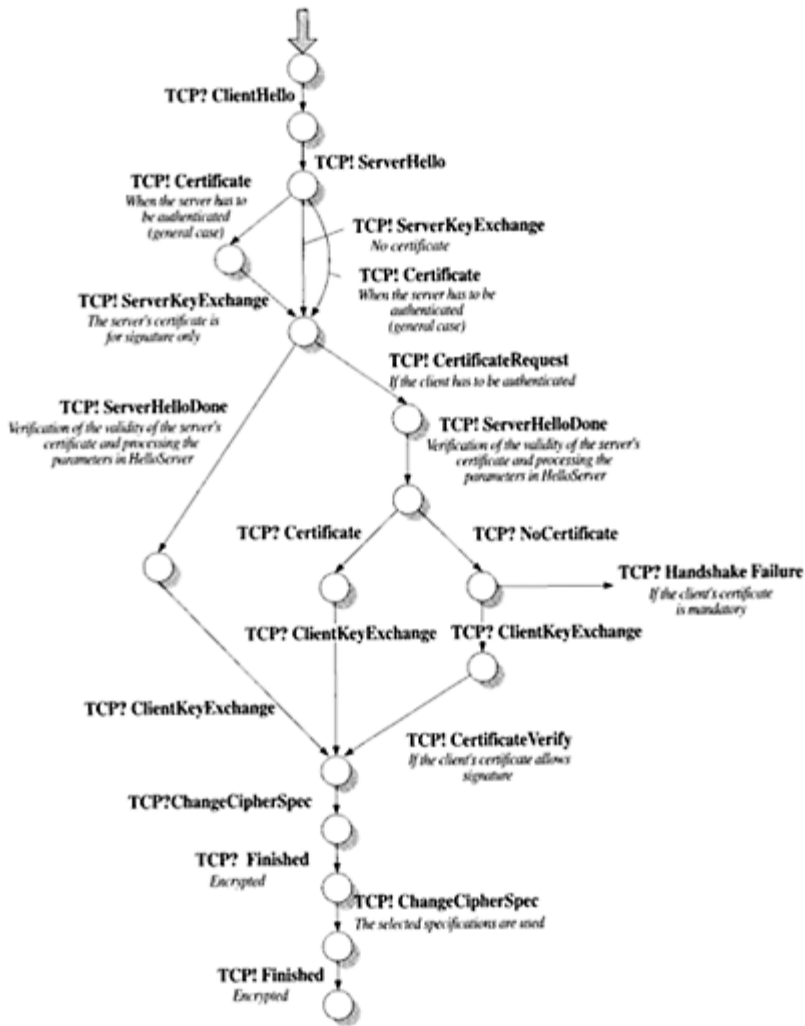 TCP? ClientHello
TCP! ServerHello
TCP! Certificate
When the server has to
be authenticated
(general case)
TCP! ServerKeyExchange
No certificate
TCP! Certificate
When the server has to be
authenticated
(general case)
TCP! ServerKeyExchange
The server's certificate is
for signature only
TCP! CertificateRequest
If the client has to be authenticated
TCP! ServerHelloDone
Verification of the validity of the server's
certificate and processing the
parameters in HelloServer
TCP! ServerHelloDone
Verification of the validity of the server's
certificate and processing the
parameters in HelloServer
TCP? Certificate
TCP? NoCertificate
TCP? Handshake Failure
If the client's certificate
is mandatory
TCP? ClientKeyExchange
TCP? ClientKeyExchange
TCP? ClientKeyExchange
TCP! CertificateVerify
If the client's certificate allows
signature
TCP?ChangeCipherSpec
TCP? Finished
Encrypted
TCP! ChangeCipherSpec
The selected specifications are used
TCP! Finished
Encrypted